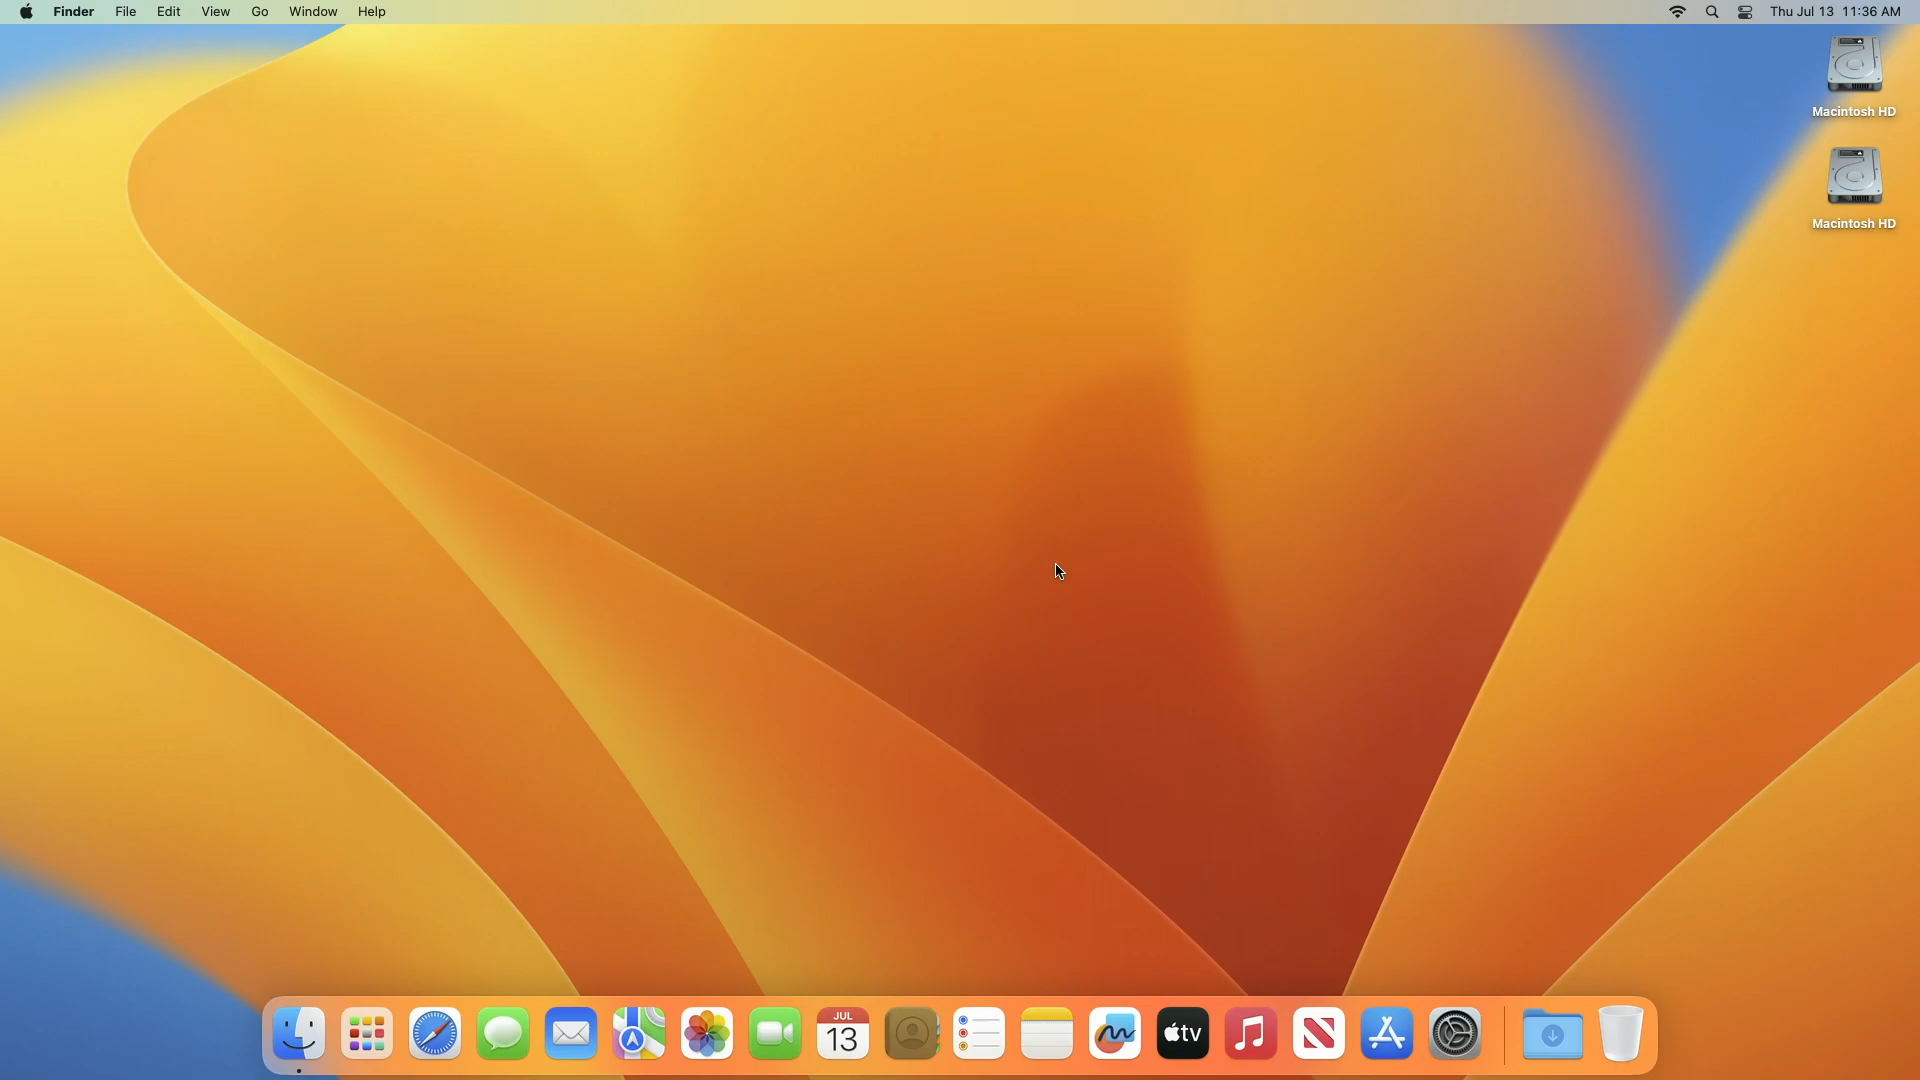 Finder File Edit View Go Window Help Thu Jul 13 11:36 AM
Macintosh HD
Macintosh HD
JUL
13
tv